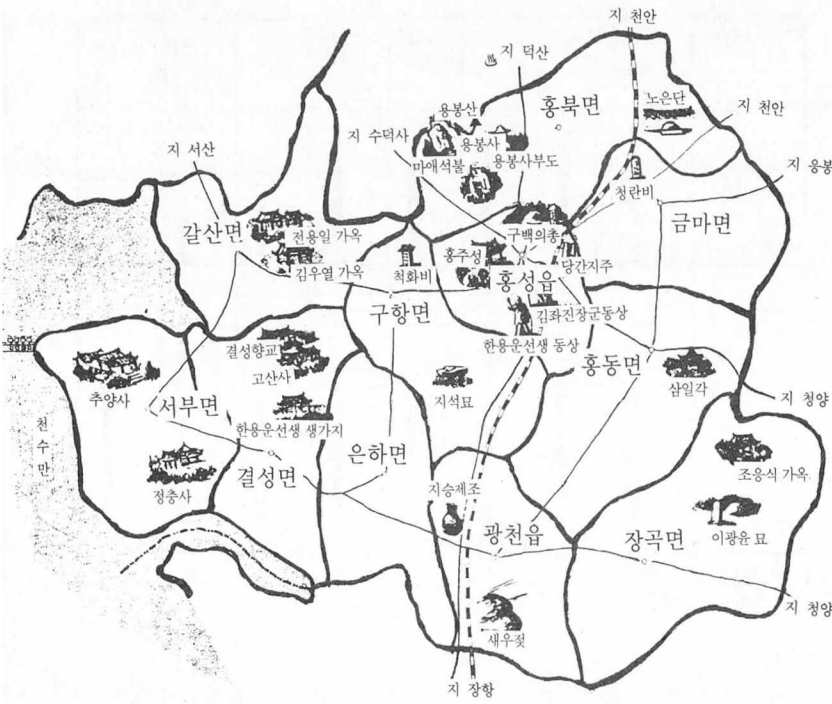 지 천안
지 덕산
홍북면
노은단
용봉산
지 천안
지 수덕사
용봉사
지 서산
마애석불
용봉사부도
지 웅봉
청란비
갈산면
전용일 가옥
구백의총
금마면
홍주성
당간지주
김우열 가옥
척화비
홍성읍
구항면
김좌진장군동상
한용운선생 동상
결성향교
고산사
홍동면
삼일각
추양사
지석묘
지 청양
서부면
한용운선생 생가지
천수만
은하면
결성면
조응식 가옥
정충사
지승제조
광천읍
장곡면
이광윤 묘
지 청양
새우젓
지 장항